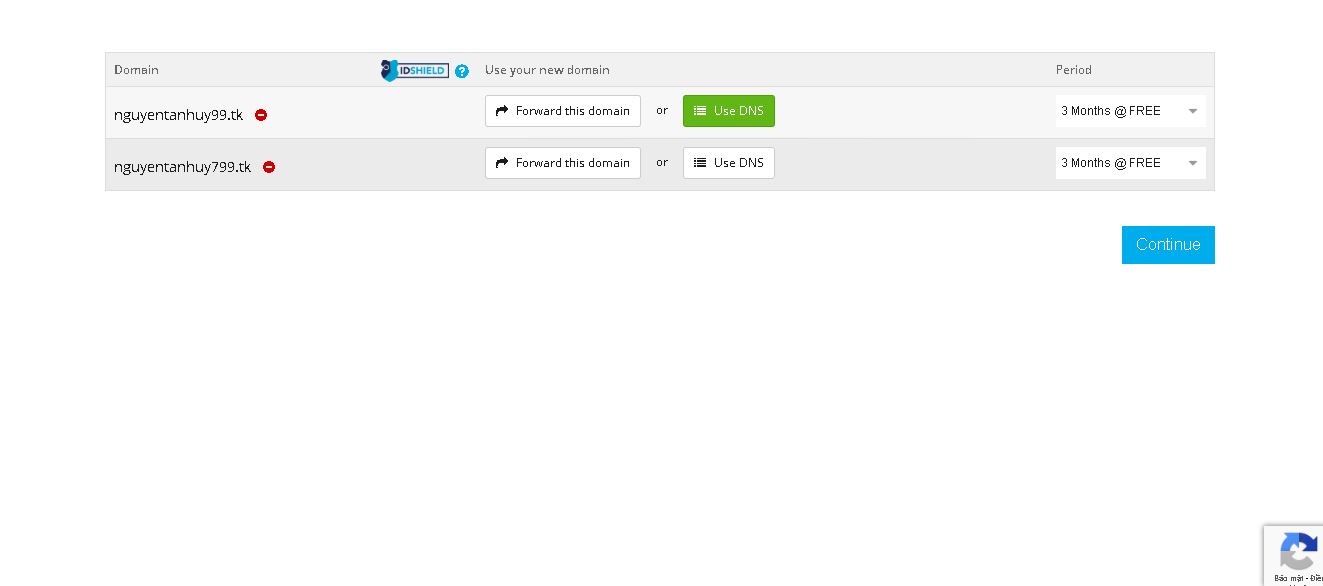 Domain IDSHIELD ? Use your new domain Period
nguyentanhuy99.tk Forward this domain or Use DNS 3 Months @ FREE
nguyentanhuy799.tk Forward this domain or Use DNS 3 Months @ FREE
Continue
Bảo mật - Điều